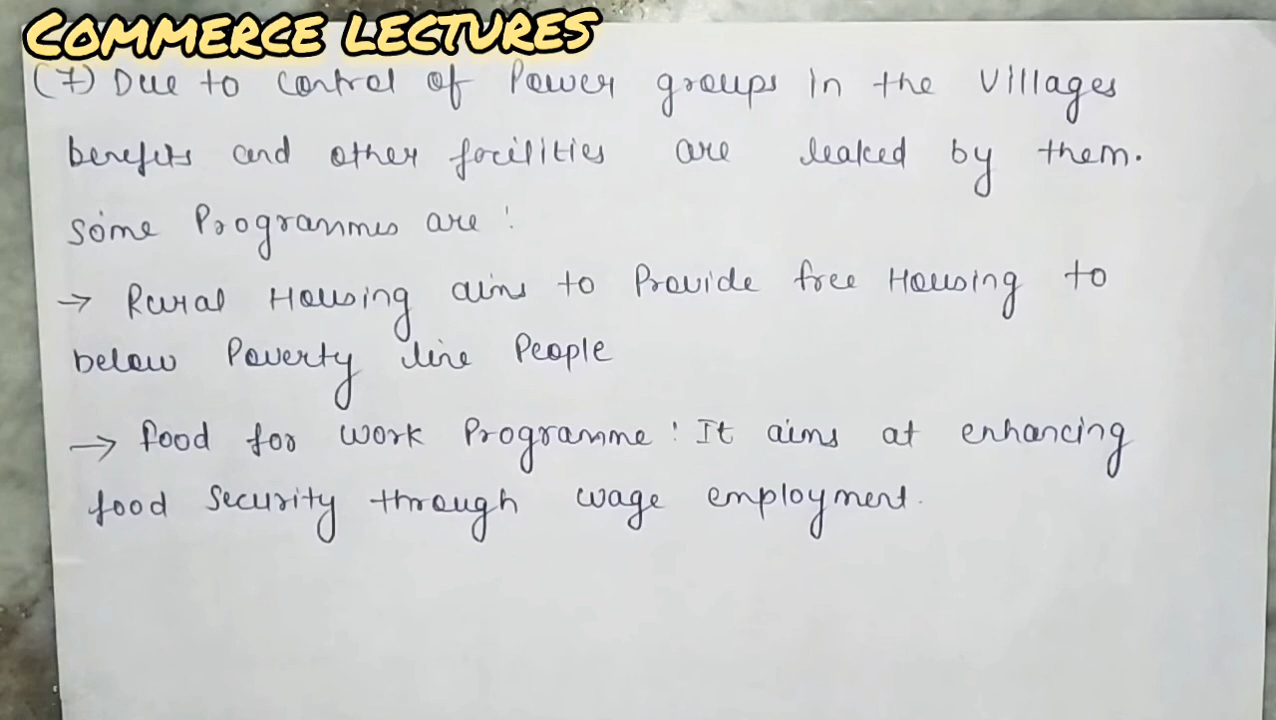 COMMERCE LECTURES
(7) Due to control of Power groups in the Villages
benefits and other facilities are leaked by them.
Some Programmes are :
→ Rural Housing aims to Provide free Housing to
below Poverty line People
→ food for work Programme : It aims at enhancing
food security through wage employment.